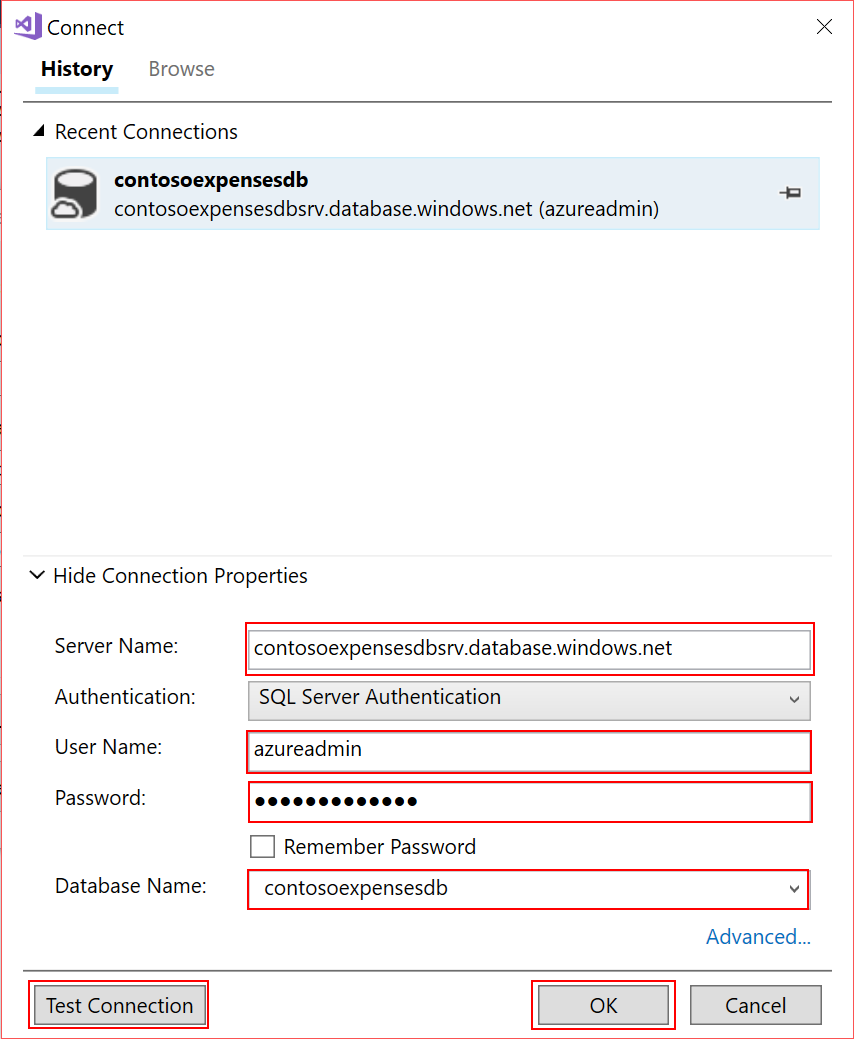 Connect
History Browse
Recent Connections
contosoexpensesdb
contosoexpensesdbsrv.database.windows.net (azureadmin)
Hide Connection Properties
Server Name: contosoexpensesdbsrv.database.windows.net
Authentication: SQL Server Authentication
User Name: azureadmin
Password: •••••••••••••
Remember Password
Database Name: contosoexpensesdb
Advanced...
Test Connection OK Cancel